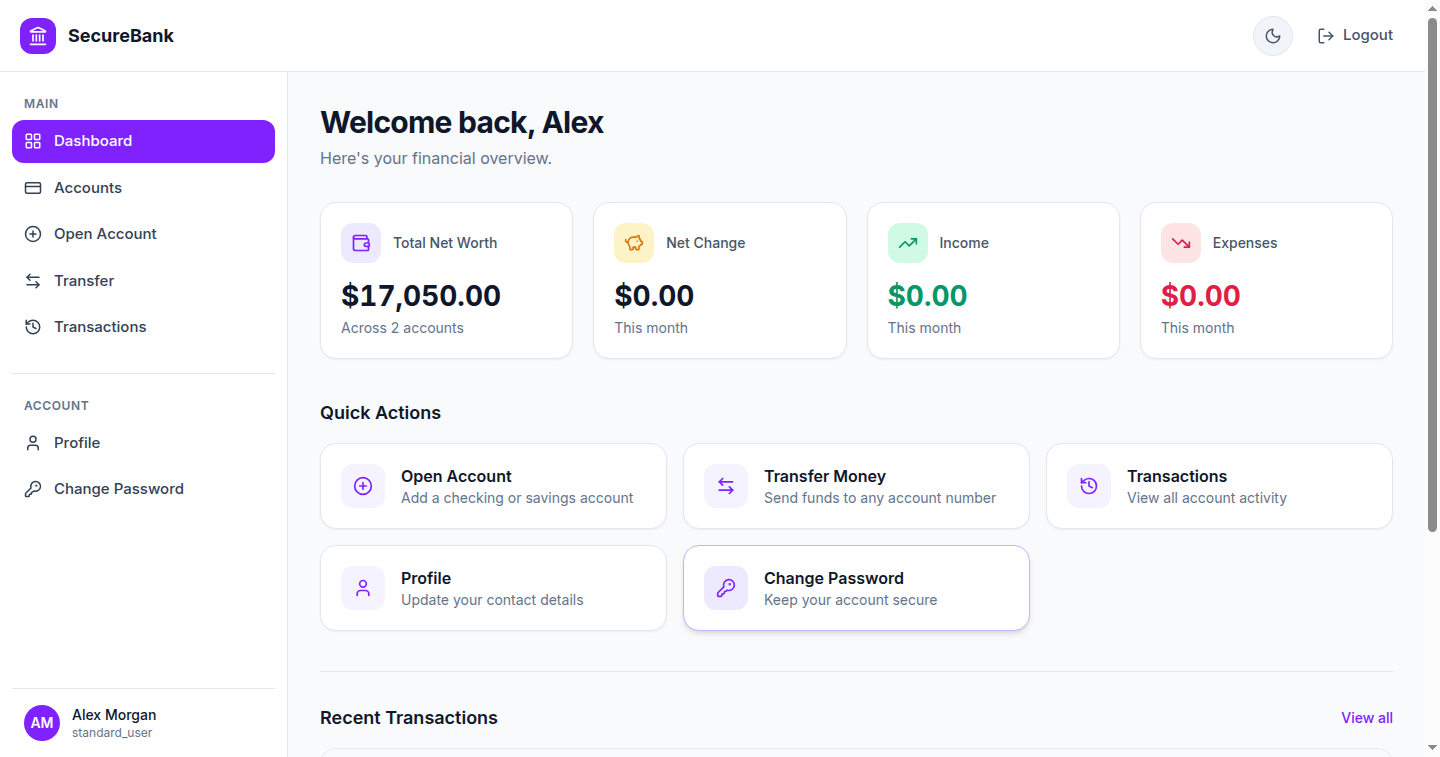 SecureBank
Logout
MAIN
Dashboard
Accounts
Open Account
Transfer
Transactions
ACCOUNT
Profile
Change Password
AM
Alex Morgan
standard_user
Welcome back, Alex
Here's your financial overview.
Total Net Worth
$17,050.00
Across 2 accounts
Net Change
$0.00
This month
Income
$0.00
This month
Expenses
$0.00
This month
Quick Actions
Open Account
Add a checking or savings account
Transfer Money
Send funds to any account number
Transactions
View all account activity
Profile
Update your contact details
Change Password
Keep your account secure
Recent Transactions
View all